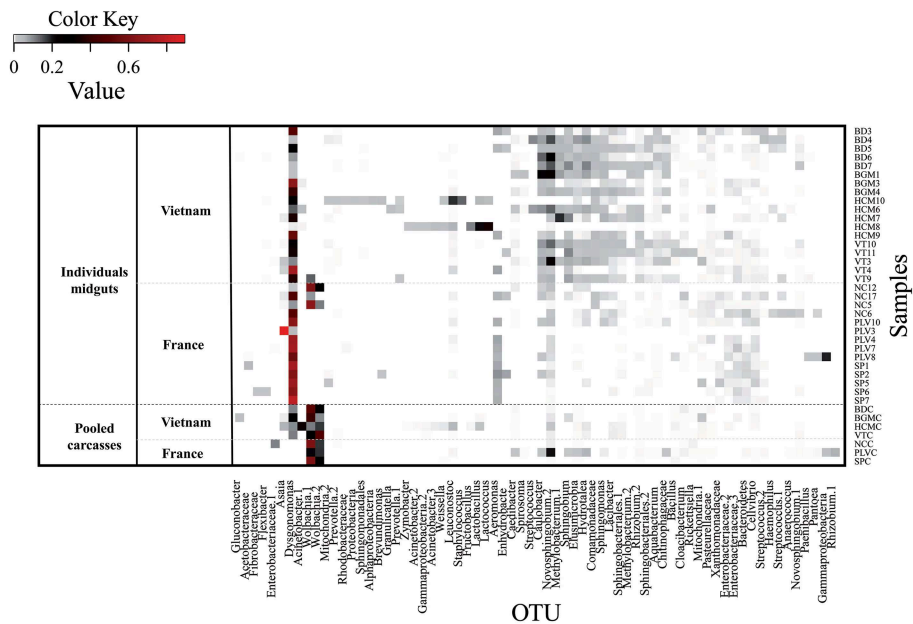 Color Key
0 0.2 0.6
Value
Individuals midguts
Vietnam
France
Pooled carcasses
Vietnam
France
BD3
BD4
BD5
BD6
BD7
BGM1
BGM3
BGM4
HCM10
HCM6
HCM7
HCM8
HCM9
VT10
VT11
VT3
VT4
VT9
NC12
NC17
NC5
NC6
PLV10
PLV3
PLV4
PLV7
PLV8
SP1
SP2
SP5
SP6
SP7
BDC
BGMC
HCMC
VTC
NCC
PLVC
SPC
Samples
Gluconobacter
Acetobacteraceae
Fibrobacteraceae
Flexibacter
Enterobacteriaceae.1
Asaia
Dysgonomonas
Acinetobacter.1
Wolbachia.1
Wolbachia.2
Mitochondria.2
Prevotella.2
Rhodobacteraceae
Proteobacteria
Sphingomonadales
Alphaproteobacteria
Brevundimonas
Granulicatella
Prevotella.1
Zymobacter
Acinetobacter.2
Gammaproteobacteria.2
Acinetobacter.3
Weissella
Leuconostoc
Staphylococcus
Fructobacillus
Lactobacillus
Lactococcus
Aeromonas
Enhydrobacter
Caedibacter
Spirosoma
Streptococcus
Caulobacter
Novosphingobium.2
Methylobacterium.1
Sphingobium
Elusimicrobia
Hydrotalea
Comamonadaceae
Sphingomonas
Lacibacter
Sphingobacteriales.1
Methylobacterium.2
Rhizobium.2
Sphingobacteriales.2
Aquabacterium
Chitinophagaceae
Bacillus
Cloacibacterium
Rickettsiella
Mitochondria.1
Pasteurellaceae
Xanthomonadaceae
Enterobacteriaceae.2
Enterobacteriaceae.3
Bacteroidetes
Cellvibrio
Streptococcus.2
Haemophilus
Streptococcus.1
Anaerococcus
Novosphingobium.1
Paenibacillus
Pantoea
Gammaproteobacteria
Rhizobium.1
OTU